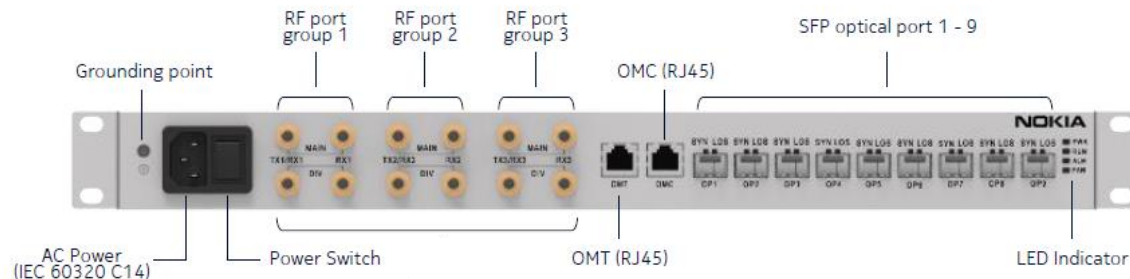 RF port
group 1
RF port
group 2
RF port
group 3
SFP optical port 1 - 9
Grounding point
OMC (RJ45)
NOKIA
MAIN
MAIN
MAIN
SYN LOS SYN LOS SYN LOS SYN LOS SYN LOS SYN LOS SYN LOS SYN LOS SYN LOS
PWR
RUN
ALM
TX1/RX1 RX1 TX2/RX2 RX2 TX3/RX3 RX3
DIV
DIV
DIV
OMT OMC OP1 OP2 OP3 OP4 OP5 OP6 OP7 OP8 OP9
AC Power
(IEC 60320 C14)
Power Switch
OMT (RJ45)
LED Indicator